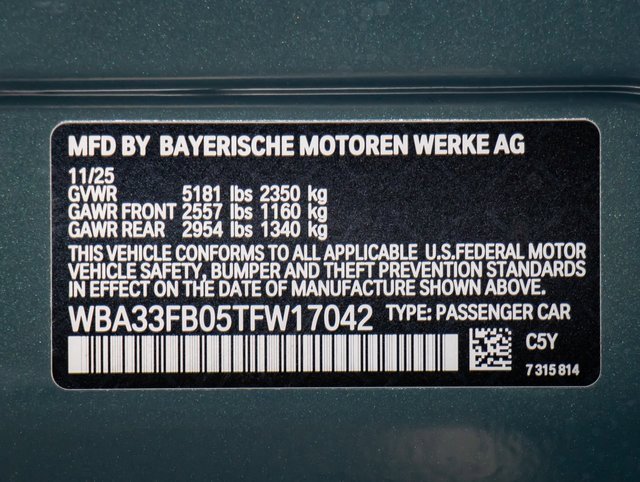 MFD BY BAYERISCHE MOTOREN WERKE AG
11/25
GVWR 5181 lbs 2350 kg
GAWR FRONT 2557 lbs 1160 kg
GAWR REAR 2954 lbs 1340 kg
THIS VEHICLE CONFORMS TO ALL APPLICABLE U.S.FEDERAL MOTOR
VEHICLE SAFETY, BUMPER AND THEFT PREVENTION STANDARDS
IN EFFECT ON THE DATE OF MANUFACTURE SHOWN ABOVE.
WBA33FB05TFW17042 TYPE: PASSENGER CAR
C5Y
7 315 814